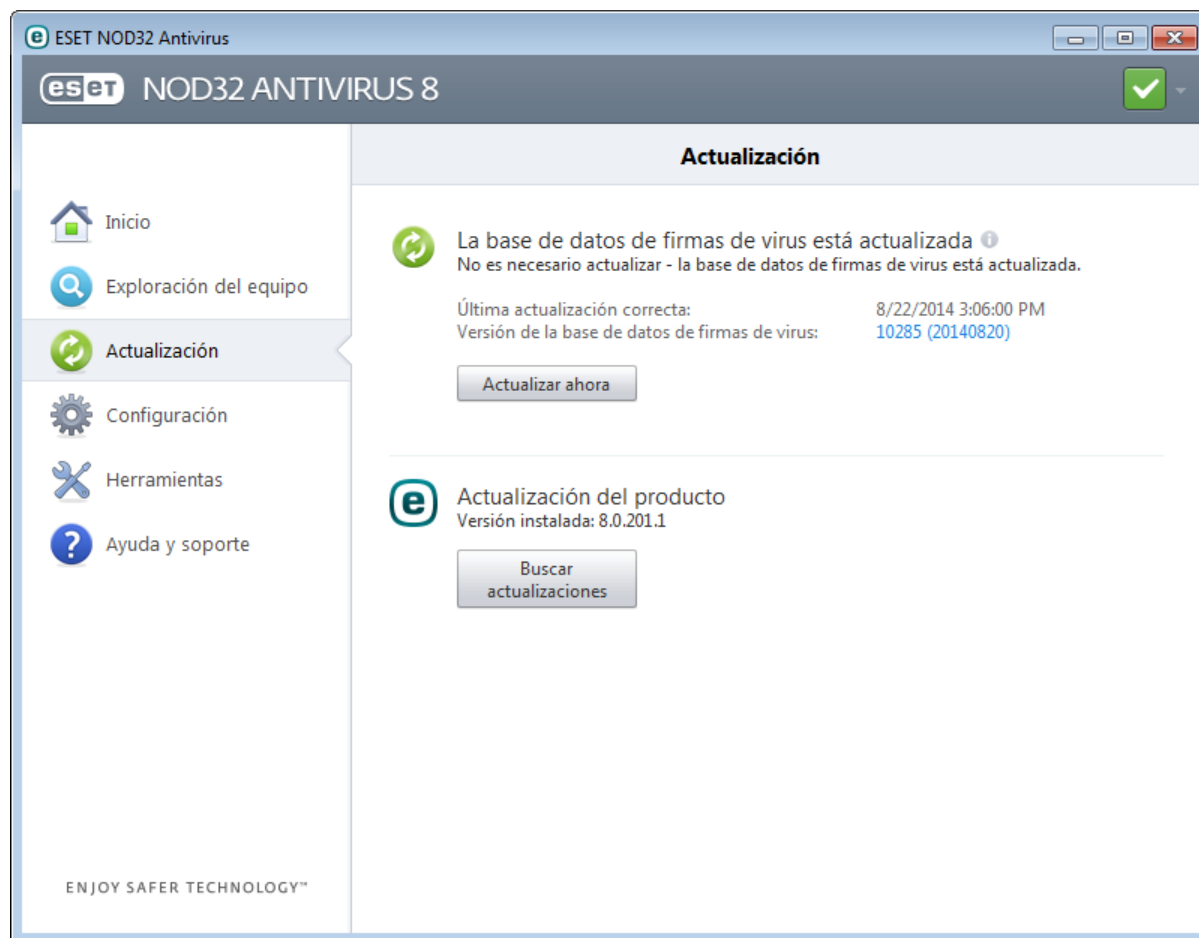 ESET NOD32 Antivirus
eseT NOD32 ANTIVIRUS 8
Actualización
Inicio
Exploración del equipo
Actualización
Configuración
Herramientas
Ayuda y soporte
La base de datos de firmas de virus está actualizada
No es necesario actualizar - la base de datos de firmas de virus está actualizada.
Última actualización correcta: 8/22/2014 3:06:00 PM
Versión de la base de datos de firmas de virus: 10285 (20140820)
Actualizar ahora
Actualización del producto
Versión instalada: 8.0.201.1
Buscar
actualizaciones
ENJOY SAFER TECHNOLOGY™